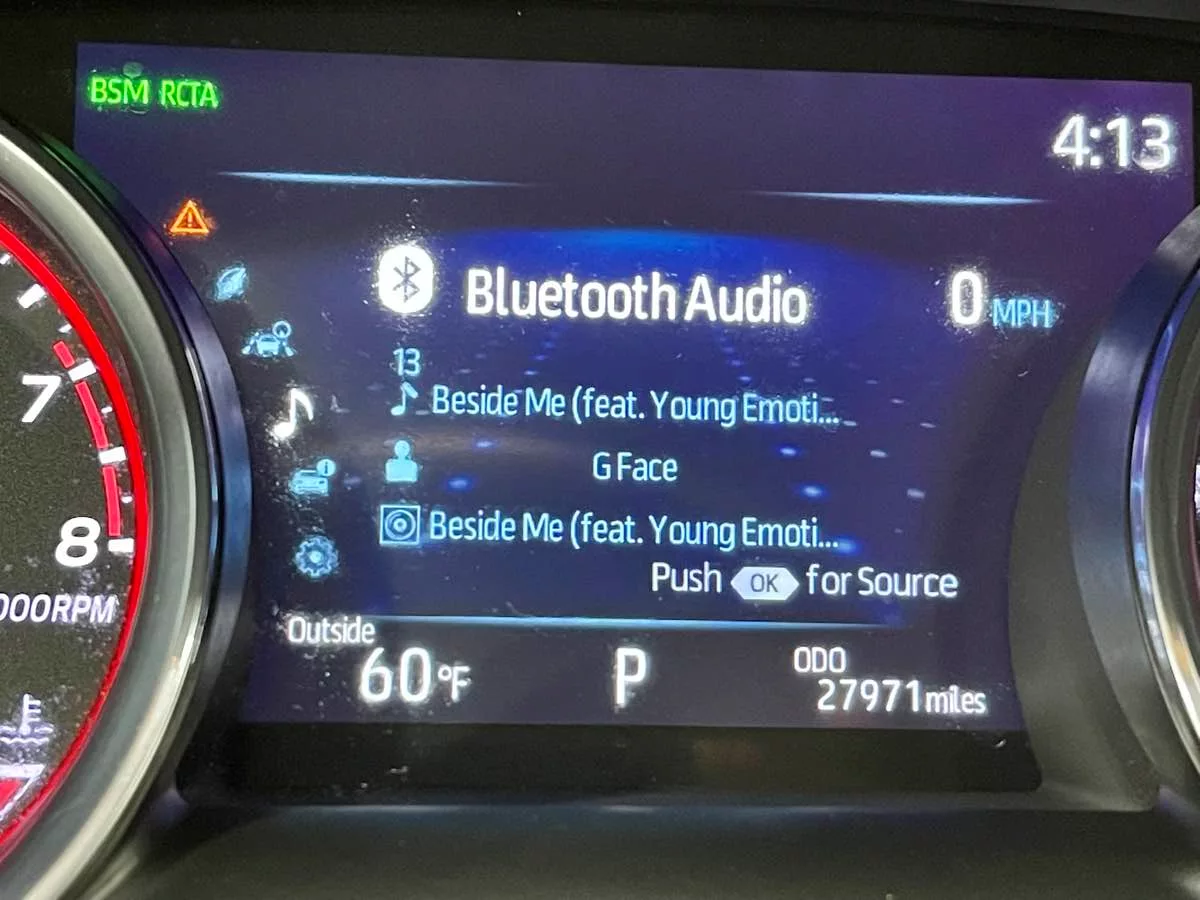 BSM RCTA
4:13
Bluetooth Audio
0 MPH
13
Beside Me (feat. Young Emoti...
G Face
Beside Me (feat. Young Emoti...
Push OK for Source
Outside
60°F
P
ODO
27971 miles
7
8
000RPM